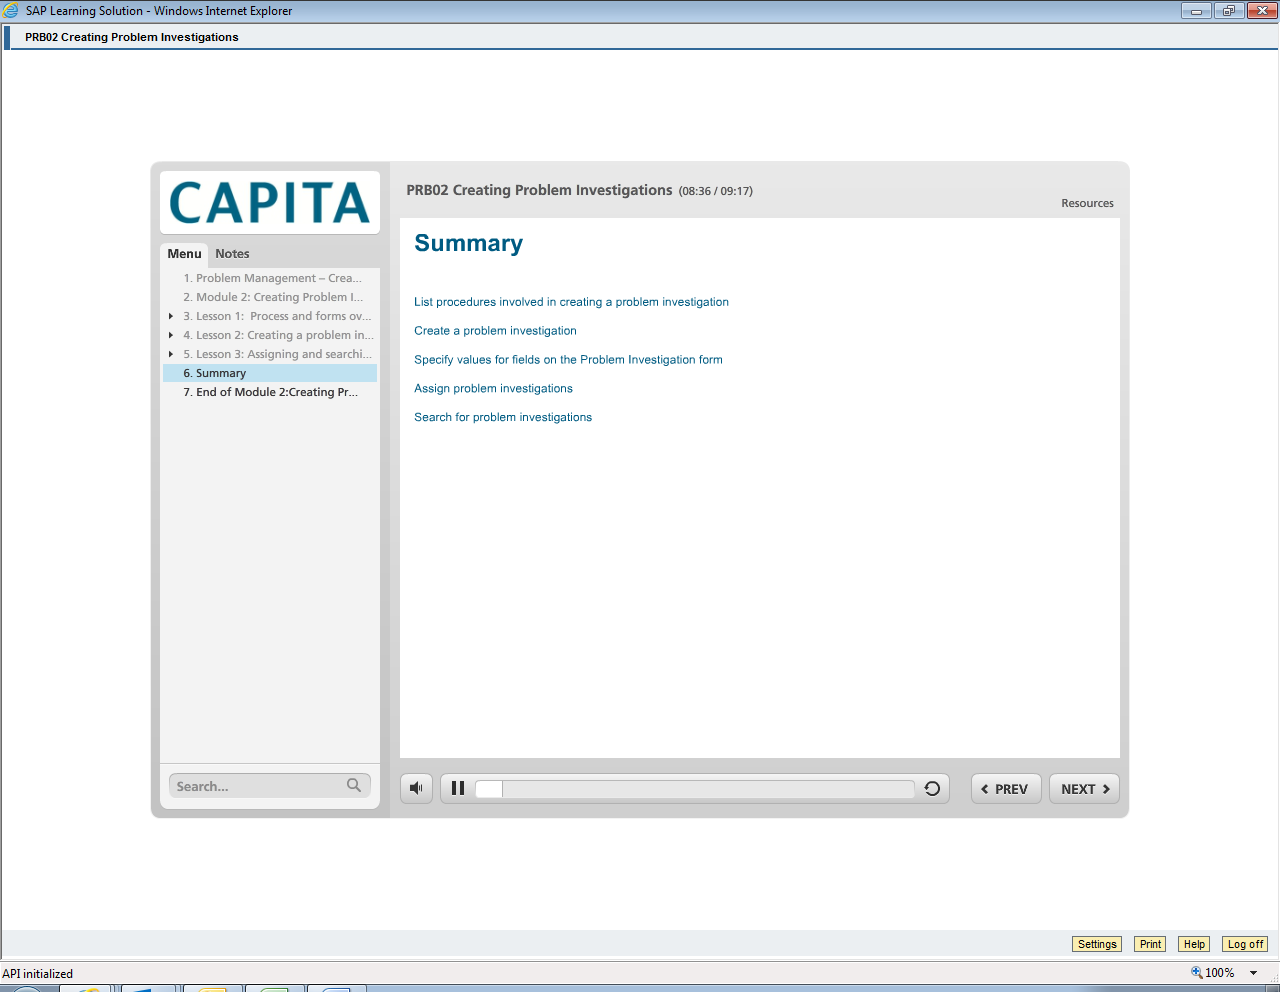 SAP Learning Solution - Windows Internet Explorer
PRB02 Creating Problem Investigations
CAPITA
PRB02 Creating Problem Investigations (08:36 / 09:17)
Resources
Menu Notes
1. Problem Management – Crea...
2. Module 2: Creating Problem I...
3. Lesson 1: Process and forms ov...
4. Lesson 2: Creating a problem in...
5. Lesson 3: Assigning and searchi...
6. Summary
7. End of Module 2:Creating Pr...
Search...
Summary
List procedures involved in creating a problem investigation
Create a problem investigation
Specify values for fields on the Problem Investigation form
Assign problem investigations
Search for problem investigations
PREV
NEXT
Settings Print Help Log off
API initialized
100%